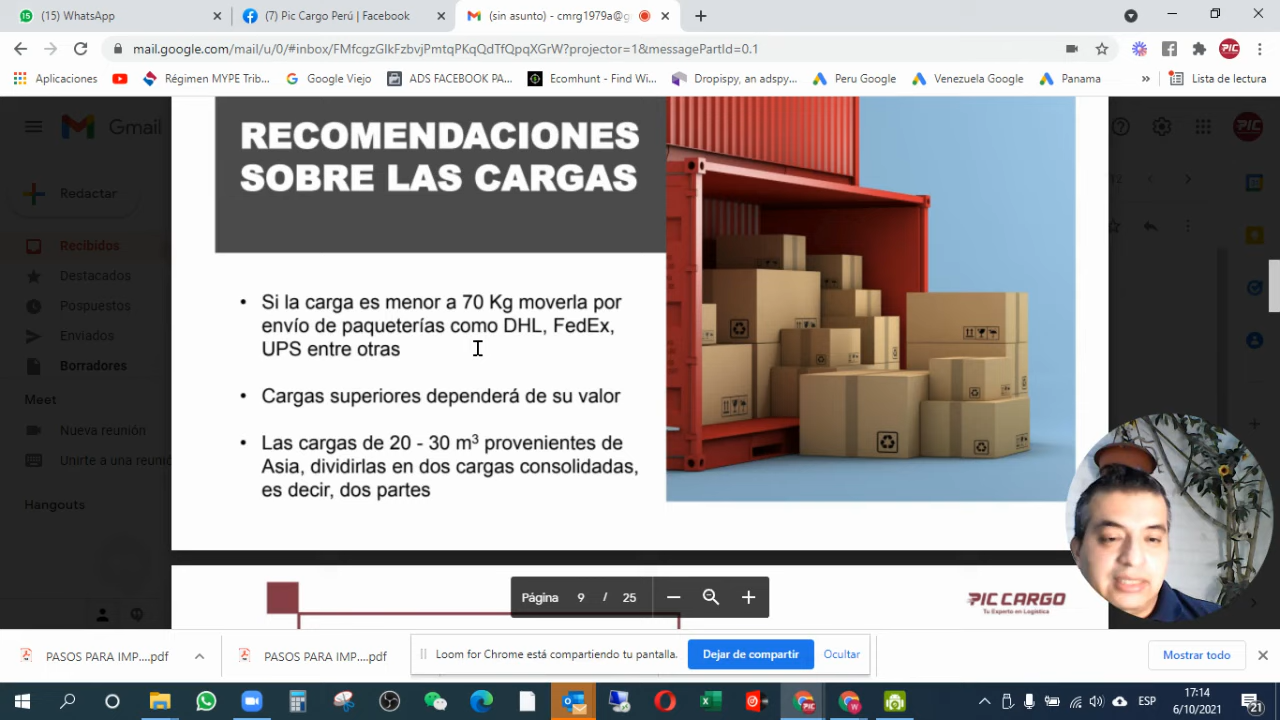 (15) WhatsApp
(7) Pic Cargo Perú | Facebook
(sin asunto) - cmrg1979a@g
mail.google.com/mail/u/0/#inbox/FMfcgzGlkFzbvjPmtqPKqQdTfQpqXGrW?projector=1&messagePartId=0.1
Aplicaciones
Régimen MYPE Trib...
Google Viejo
ADS FACEBOOK PA...
Ecomhunt - Find Wi...
Dropispy, an adspy...
Peru Google
Venezuela Google
Panama
»
Lista de lectura
Gmail
Redactar
Recibidos
Destacados
Pospuestos
Enviados
Borradores
Meet
Nueva reunión
Unirte a una reunió
Hangouts
RECOMENDACIONES
SOBRE LAS CARGAS
• Si la carga es menor a 70 Kg moverla por
envío de paqueterías como DHL, FedEx,
UPS entre otras
• Cargas superiores dependerá de su valor
• Las cargas de 20 - 30 m³ provenientes de
Asia, dividirlas en dos cargas consolidadas,
es decir, dos partes
Página 9 / 25
PIC CARGO
Tu Experto en Logística
PASOS PARA IMP....pdf
PASOS PARA IMP....pdf
Loom for Chrome está compartiendo tu pantalla.
Dejar de compartir
Ocultar
Mostrar todo
ESP
17:14
6/10/2021
21